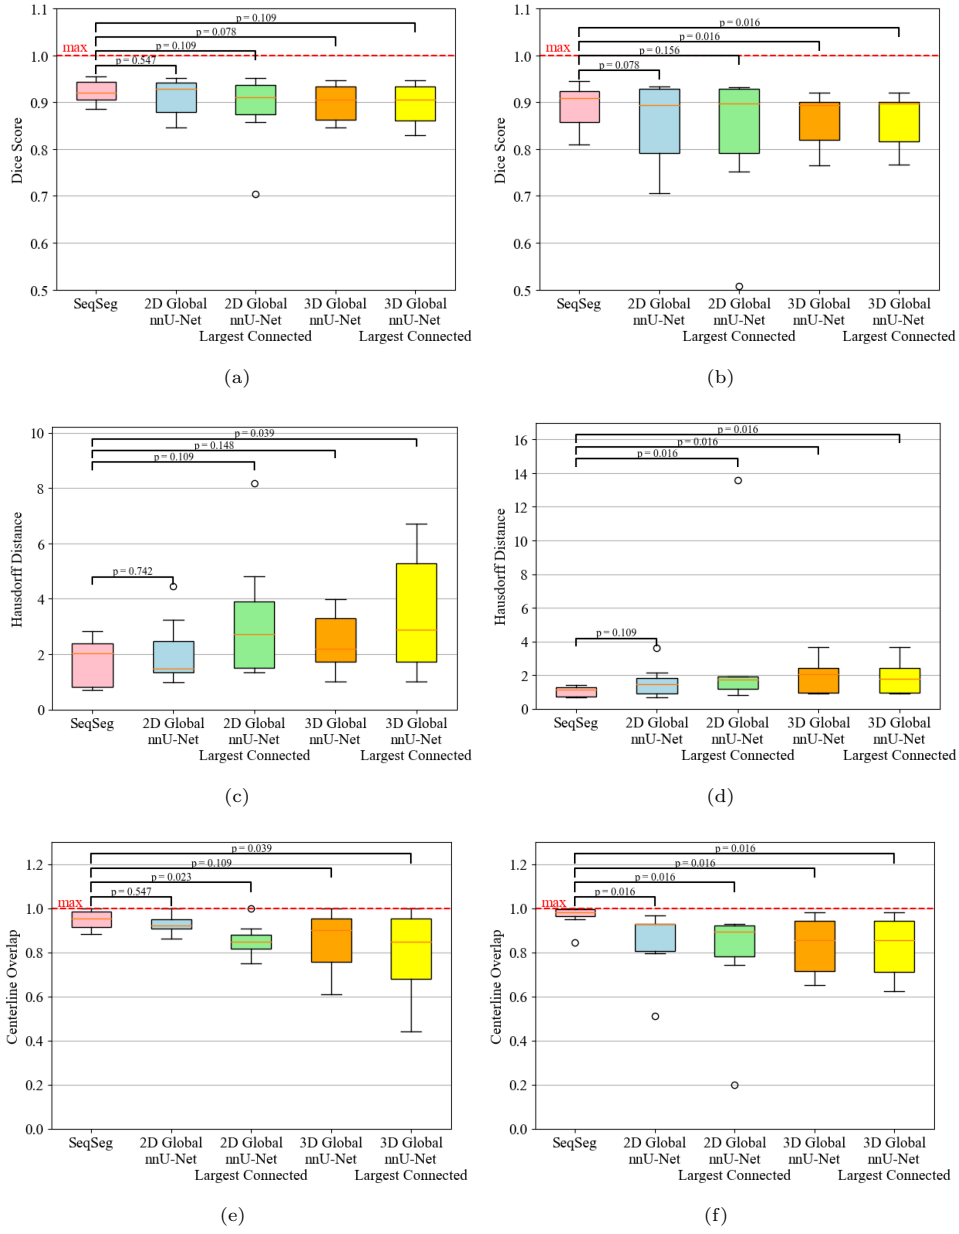 1.1
1.0
0.9
0.8
0.7
0.6
0.5
Dice Score
max
p = 0.109
p = 0.078
p = 0.109
p = 0.547
SeqSeg
2D Global
nnU-Net
2D Global
nnU-Net
Largest Connected
3D Global
nnU-Net
3D Global
nnU-Net
Largest Connected
(a)
1.1
1.0
0.9
0.8
0.7
0.6
0.5
Dice Score
max
p = 0.016
p = 0.016
p = 0.156
p = 0.078
SeqSeg
2D Global
nnU-Net
2D Global
nnU-Net
Largest Connected
3D Global
nnU-Net
3D Global
nnU-Net
Largest Connected
(b)
10
8
6
4
2
0
Hausdorff Distance
p = 0.039
p = 0.148
p = 0.109
p = 0.742
SeqSeg
2D Global
nnU-Net
2D Global
nnU-Net
Largest Connected
3D Global
nnU-Net
3D Global
nnU-Net
Largest Connected
(c)
16
14
12
10
8
6
4
2
0
Hausdorff Distance
p = 0.016
p = 0.016
p = 0.016
p = 0.109
SeqSeg
2D Global
nnU-Net
2D Global
nnU-Net
Largest Connected
3D Global
nnU-Net
3D Global
nnU-Net
Largest Connected
(d)
1.2
1.0
0.8
0.6
0.4
0.2
0.0
Centerline Overlap
max
p = 0.039
p = 0.109
p = 0.023
p = 0.547
SeqSeg
2D Global
nnU-Net
2D Global
nnU-Net
Largest Connected
3D Global
nnU-Net
3D Global
nnU-Net
Largest Connected
(e)
1.2
1.0
0.8
0.6
0.4
0.2
0.0
Centerline Overlap
max
p = 0.016
p = 0.016
p = 0.016
p = 0.016
SeqSeg
2D Global
nnU-Net
2D Global
nnU-Net
Largest Connected
3D Global
nnU-Net
3D Global
nnU-Net
Largest Connected
(f)